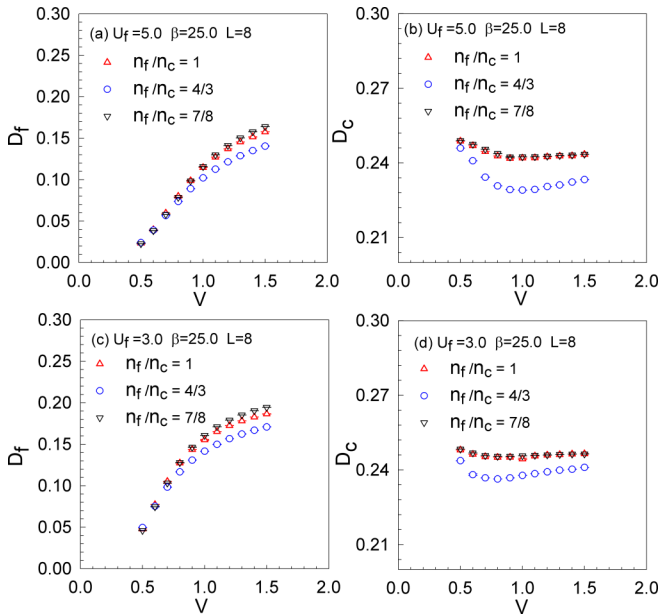 (a) U_f =5.0 β=25.0 L=8
n_f /n_c = 1
n_f /n_c = 4/3
n_f /n_c = 7/8
D_f
0.30
0.25
0.20
0.15
0.10
0.05
0.00
0.0 0.5 1.0 1.5 2.0
V
(b) U_f =5.0 β=25.0 L=8
n_f /n_c = 1
n_f /n_c = 4/3
n_f /n_c = 7/8
D_c
0.30
0.27
0.24
0.21
0.0 0.5 1.0 1.5 2.0
V
(c) U_f =3.0 β=25.0 L=8
n_f /n_c = 1
n_f /n_c = 4/3
n_f /n_c = 7/8
D_f
0.30
0.25
0.20
0.15
0.10
0.05
0.00
0.0 0.5 1.0 1.5 2.0
V
(d) U_f =3.0 β=25.0 L=8
n_f /n_c = 1
n_f /n_c = 4/3
n_f /n_c = 7/8
D_c
0.30
0.27
0.24
0.21
0.0 0.5 1.0 1.5 2.0
V